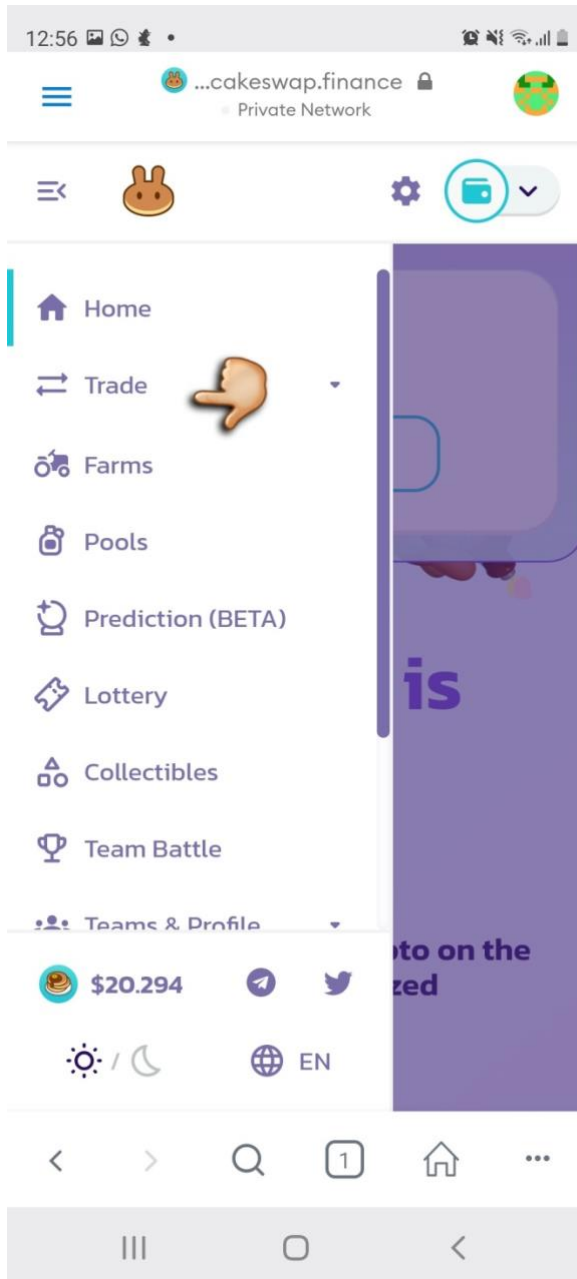 12:56
...cakeswap.finance
Private Network
Home
Trade
Farms
Pools
Prediction (BETA)
is
Lottery
Collectibles
Team Battle
Teams & Profile
pto on the
zed
$20.294
/
EN
1